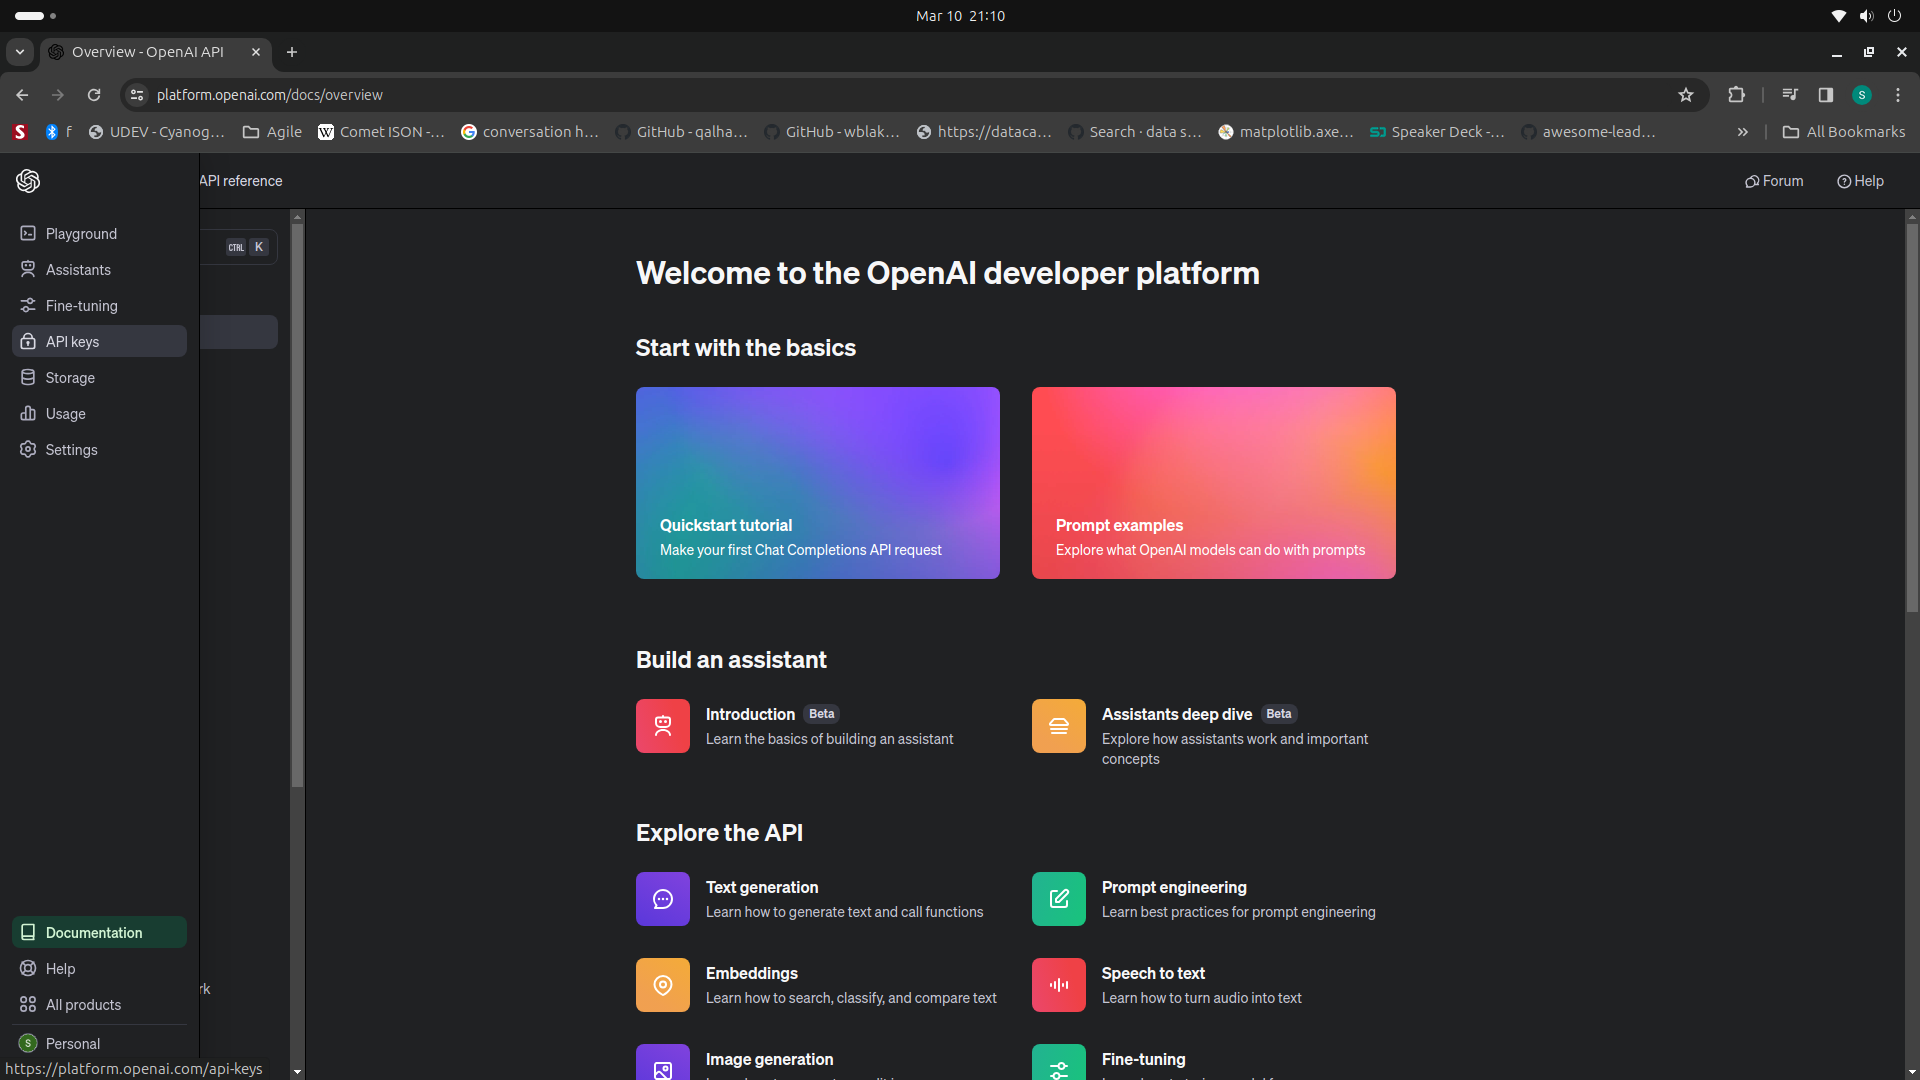 Mar 10 21:10
Overview - OpenAI API
platform.openai.com/docs/overview
S
S
f
UDEV - Cyanog...
Agile
W
Comet ISON -...
G
conversation h...
GitHub - qalha...
GitHub - wblak...
https://dataca...
Search · data s...
matplotlib.axe...
Speaker Deck -...
awesome-lead...
All Bookmarks
API reference
Forum
Help
Playground
CTRL K
Assistants
Fine-tuning
API keys
Storage
Usage
Settings
Documentation
Help
rk
All products
S
Personal
https://platform.openai.com/api-keys
Welcome to the OpenAI developer platform
Start with the basics
Quickstart tutorial
Make your first Chat Completions API request
Prompt examples
Explore what OpenAI models can do with prompts
Build an assistant
Introduction Beta
Learn the basics of building an assistant
Assistants deep dive Beta
Explore how assistants work and important
concepts
Explore the API
Text generation
Learn how to generate text and call functions
Prompt engineering
Learn best practices for prompt engineering
Embeddings
Learn how to search, classify, and compare text
Speech to text
Learn how to turn audio into text
Image generation
Fine-tuning